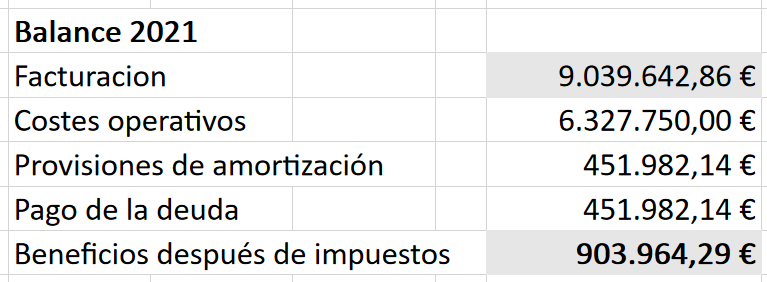 Balance 2021
Facturacion 9.039.642,86 €
Costes operativos 6.327.750,00 €
Provisiones de amortización 451.982,14 €
Pago de la deuda 451.982,14 €
Beneficios después de impuestos 903.964,29 €